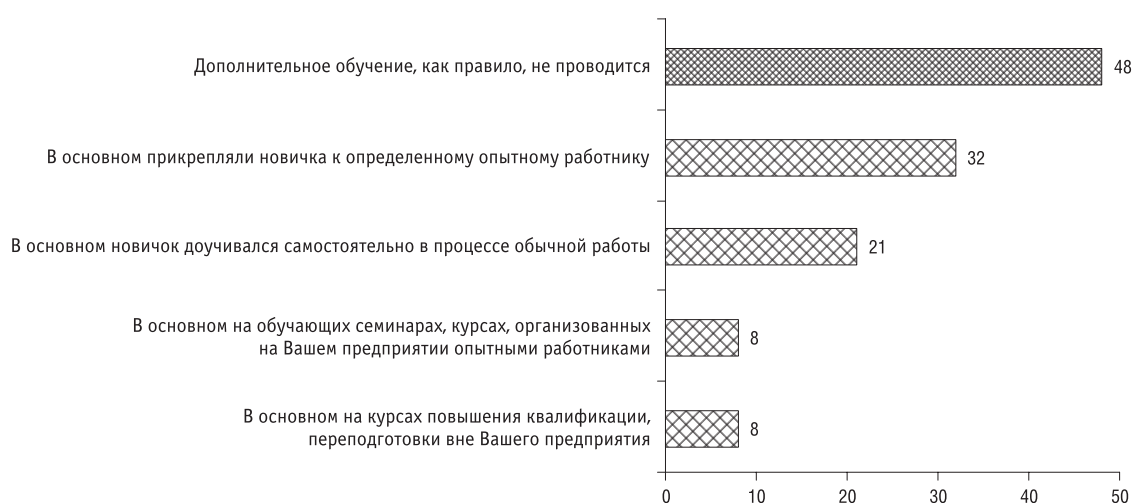 Дополнительное обучение, как правило, не проводится
48
В основном прикрепляли новичка к определенному опытному работнику
32
В основном новичок доучивался самостоятельно в процессе обычной работы
21
В основном на обучающих семинарах, курсах, организованных
на Вашем предприятии опытными работниками
8
В основном на курсах повышения квалификации,
переподготовки вне Вашего предприятия
8
0 10 20 30 40 50